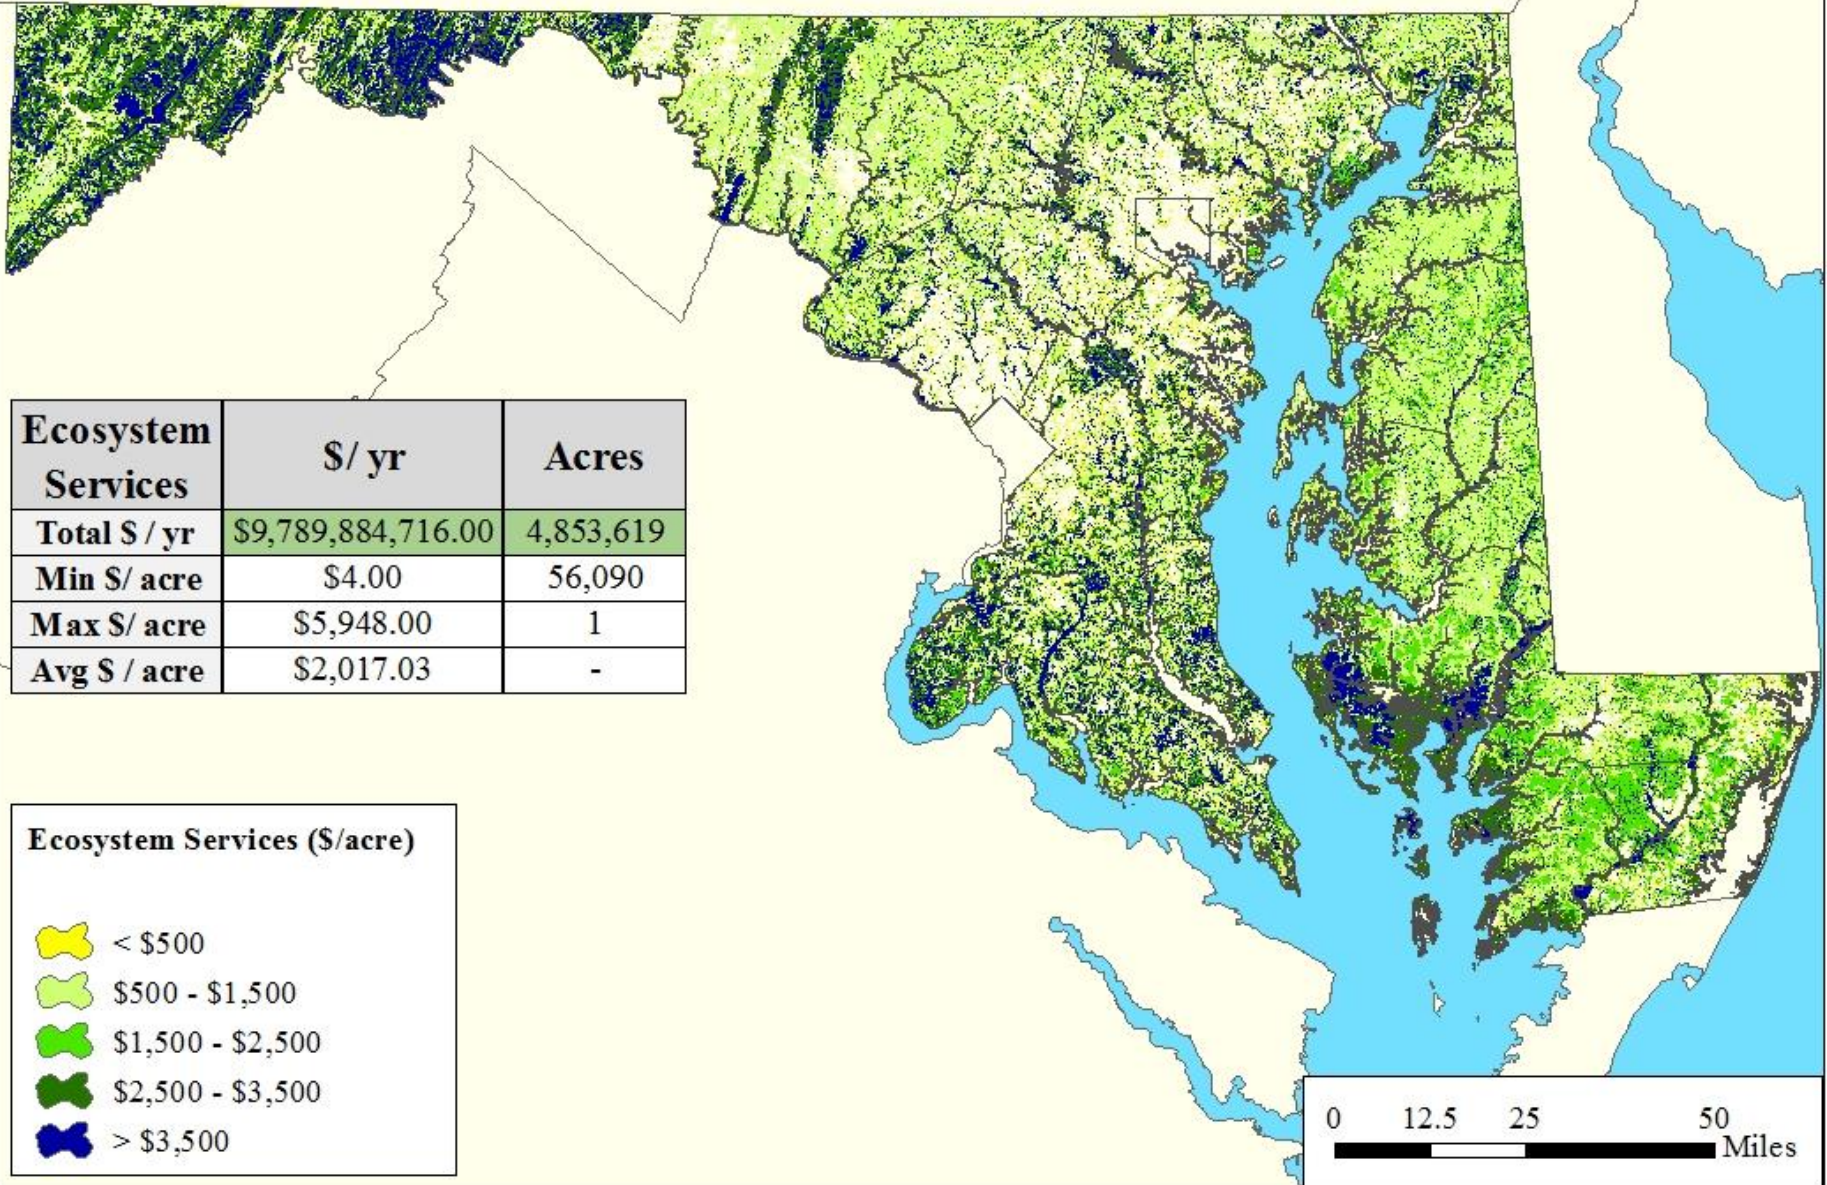 Ecosystem Services $/ yr Acres
Total $ / yr $9,789,884,716.00 4,853,619
Min $/ acre $4.00 56,090
Max $/ acre $5,948.00 1
Avg $ / acre $2,017.03 -
Ecosystem Services ($/acre)
< $500
$500 - $1,500
$1,500 - $2,500
$2,500 - $3,500
> $3,500
0 12.5 25 50
Miles